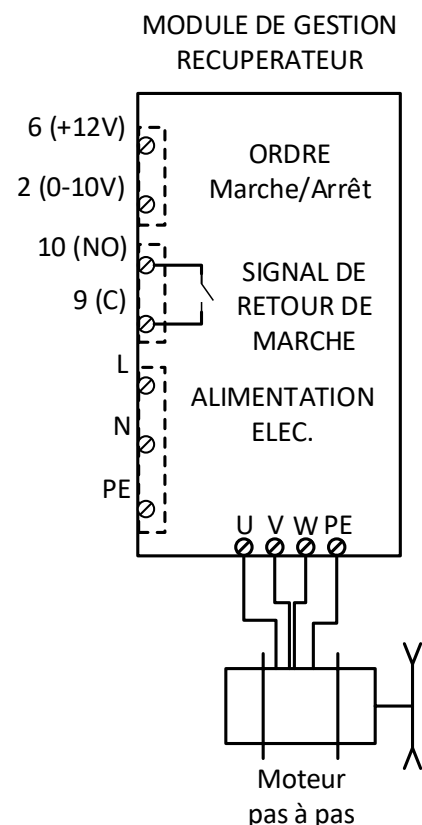 MODULE DE GESTION
RECUPERATEUR
6 (+12V)
ORDRE
2 (0-10V)
Marche/Arrêt
10 (NO)
SIGNAL DE
9 (C)
RETOUR DE
MARCHE
L
ALIMENTATION
N
ELEC.
PE
U V W PE
Moteur
pas à pas